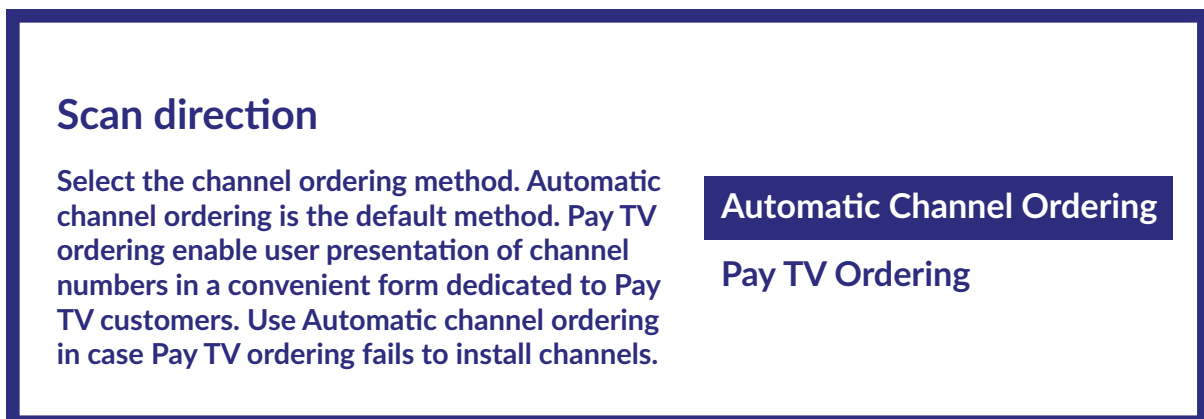 Scan direction
Select the channel ordering method. Automatic
channel ordering is the default method. Pay TV
ordering enable user presentation of channel
numbers in a convenient form dedicated to Pay
TV customers. Use Automatic channel ordering
in case Pay TV ordering fails to install channels.
Automatic Channel Ordering
Pay TV Ordering